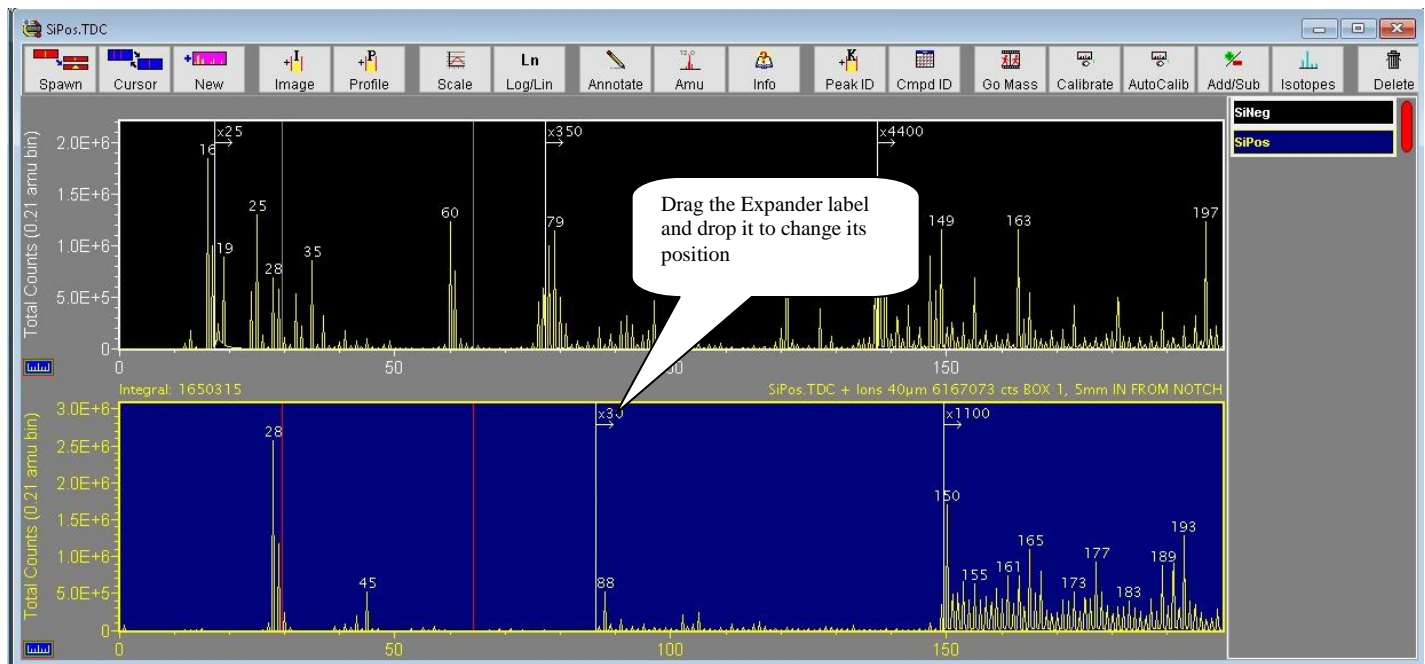 SiPos.TDC
Spawn Cursor New Image Profile Scale Log/Lin Annotate Amu Info Peak ID Cmpd ID Go Mass Calibrate AutoCalib Add/Sub Isotopes Delete
+ +I +P Ln 12.0 +K
SiNeg
SiPos
Total Counts (0.21 amu bin)
2.0E+6
1.5E+6
1.0E+6
5.0E+5
0
x25 x350 x4400
16 19 25 28 35 60 79 149 163 197
0 50 150
Drag the Expander label
and drop it to change its
position
Integral: 1650315 SiPos.TDC + Ions 40µm 6167073 cts BOX 1, 5mm IN FROM NOTCH
Total Counts (0.21 amu bin)
3.0E+6
2.5E+6
2.0E+6
1.5E+6
1.0E+6
5.0E+5
0
x1100
28 45 88 150 155 161 165 173 177 183 189 193
0 50 100 150